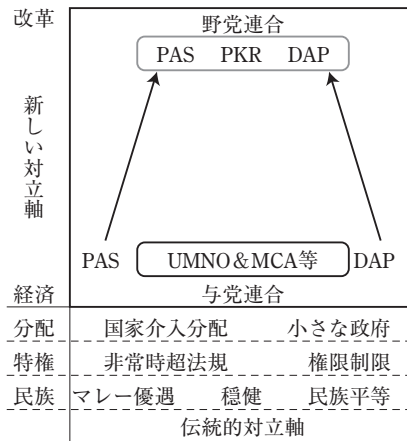 改革
野党連合
PAS PKR DAP
新しい対立軸
PAS UMNO&MCA等 DAP
経済 与党連合
分配 国家介入分配 小さな政府
特権 非常時超法規 権限制限
民族 マレー優遇 穏健 民族平等
伝統的対立軸